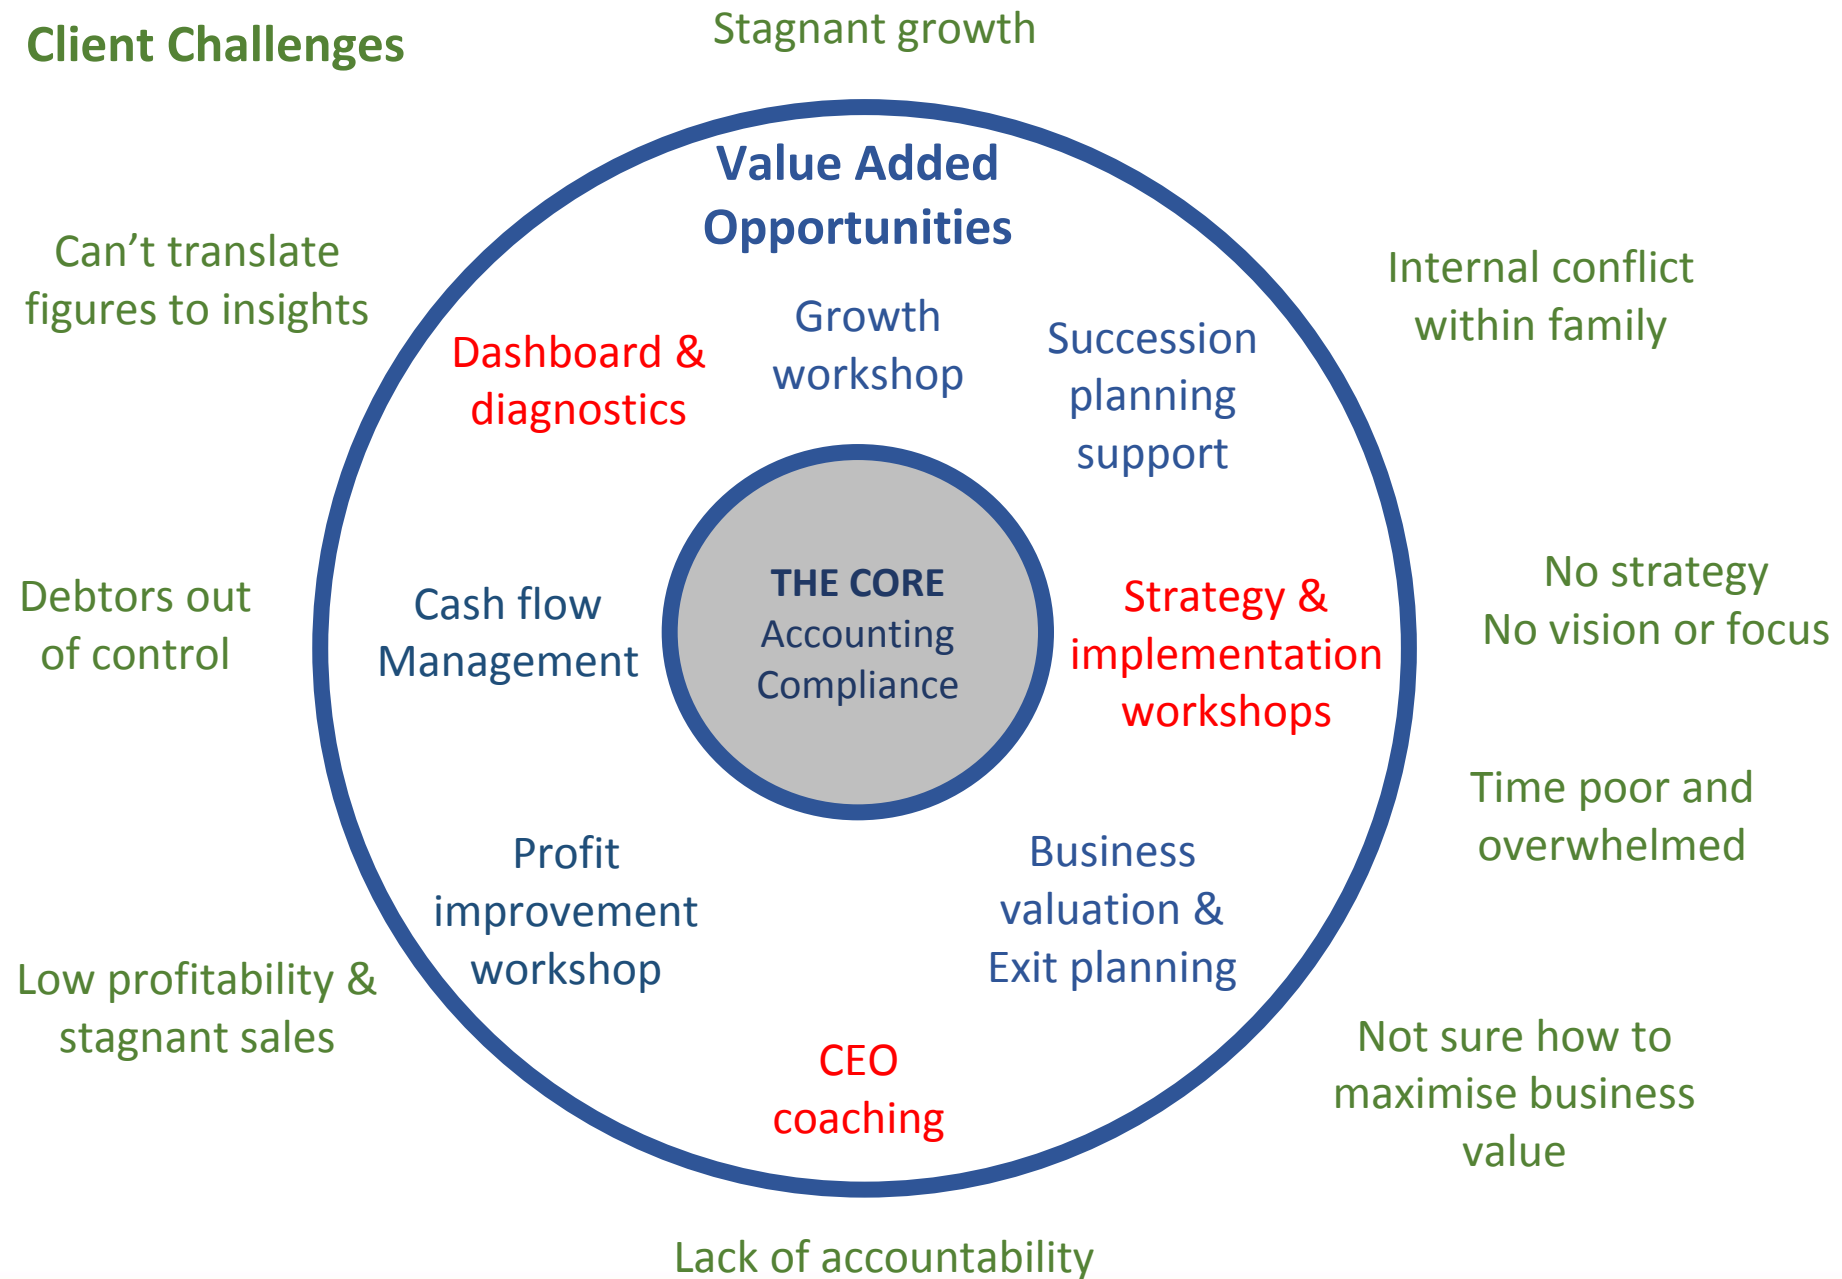 Client Challenges
Stagnant growth
Value Added
Opportunities
Can’t translate
figures to insights
Internal conflict
within family
Dashboard &
diagnostics
Growth
workshop
Succession
planning
support
Debtors out
of control
Cash flow
Management
THE CORE
Accounting
Compliance
Strategy &
implementation
workshops
No strategy
No vision or focus
Time poor and
overwhelmed
Profit
improvement
workshop
Business
valuation &
Exit planning
Low profitability &
stagnant sales
CEO
coaching
Not sure how to
maximise business
value
Lack of accountability